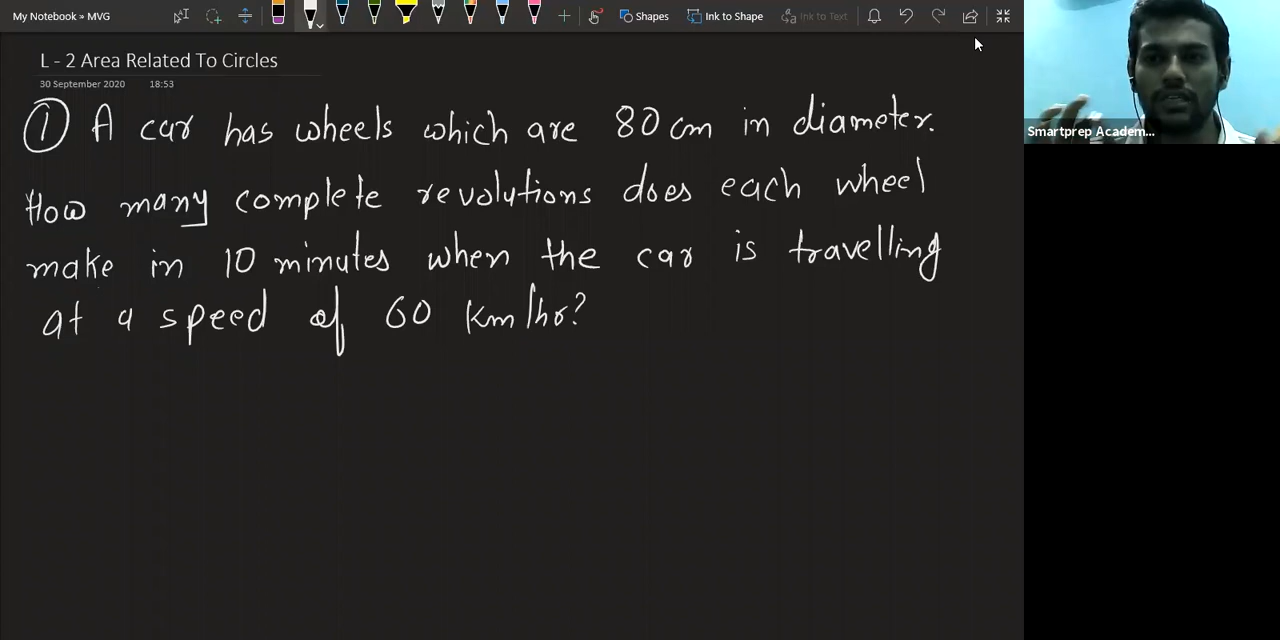 My Notebook » MVG
Shapes
Ink to Shape
Ink to Text
L - 2 Area Related To Circles
30 September 2020 18:53
Smartprep Academ...
① A car has wheels which are 80 cm in diameter.
How many complete revolutions does each wheel
make in 10 minutes when the car is travelling
at a speed of 60 km/hr?